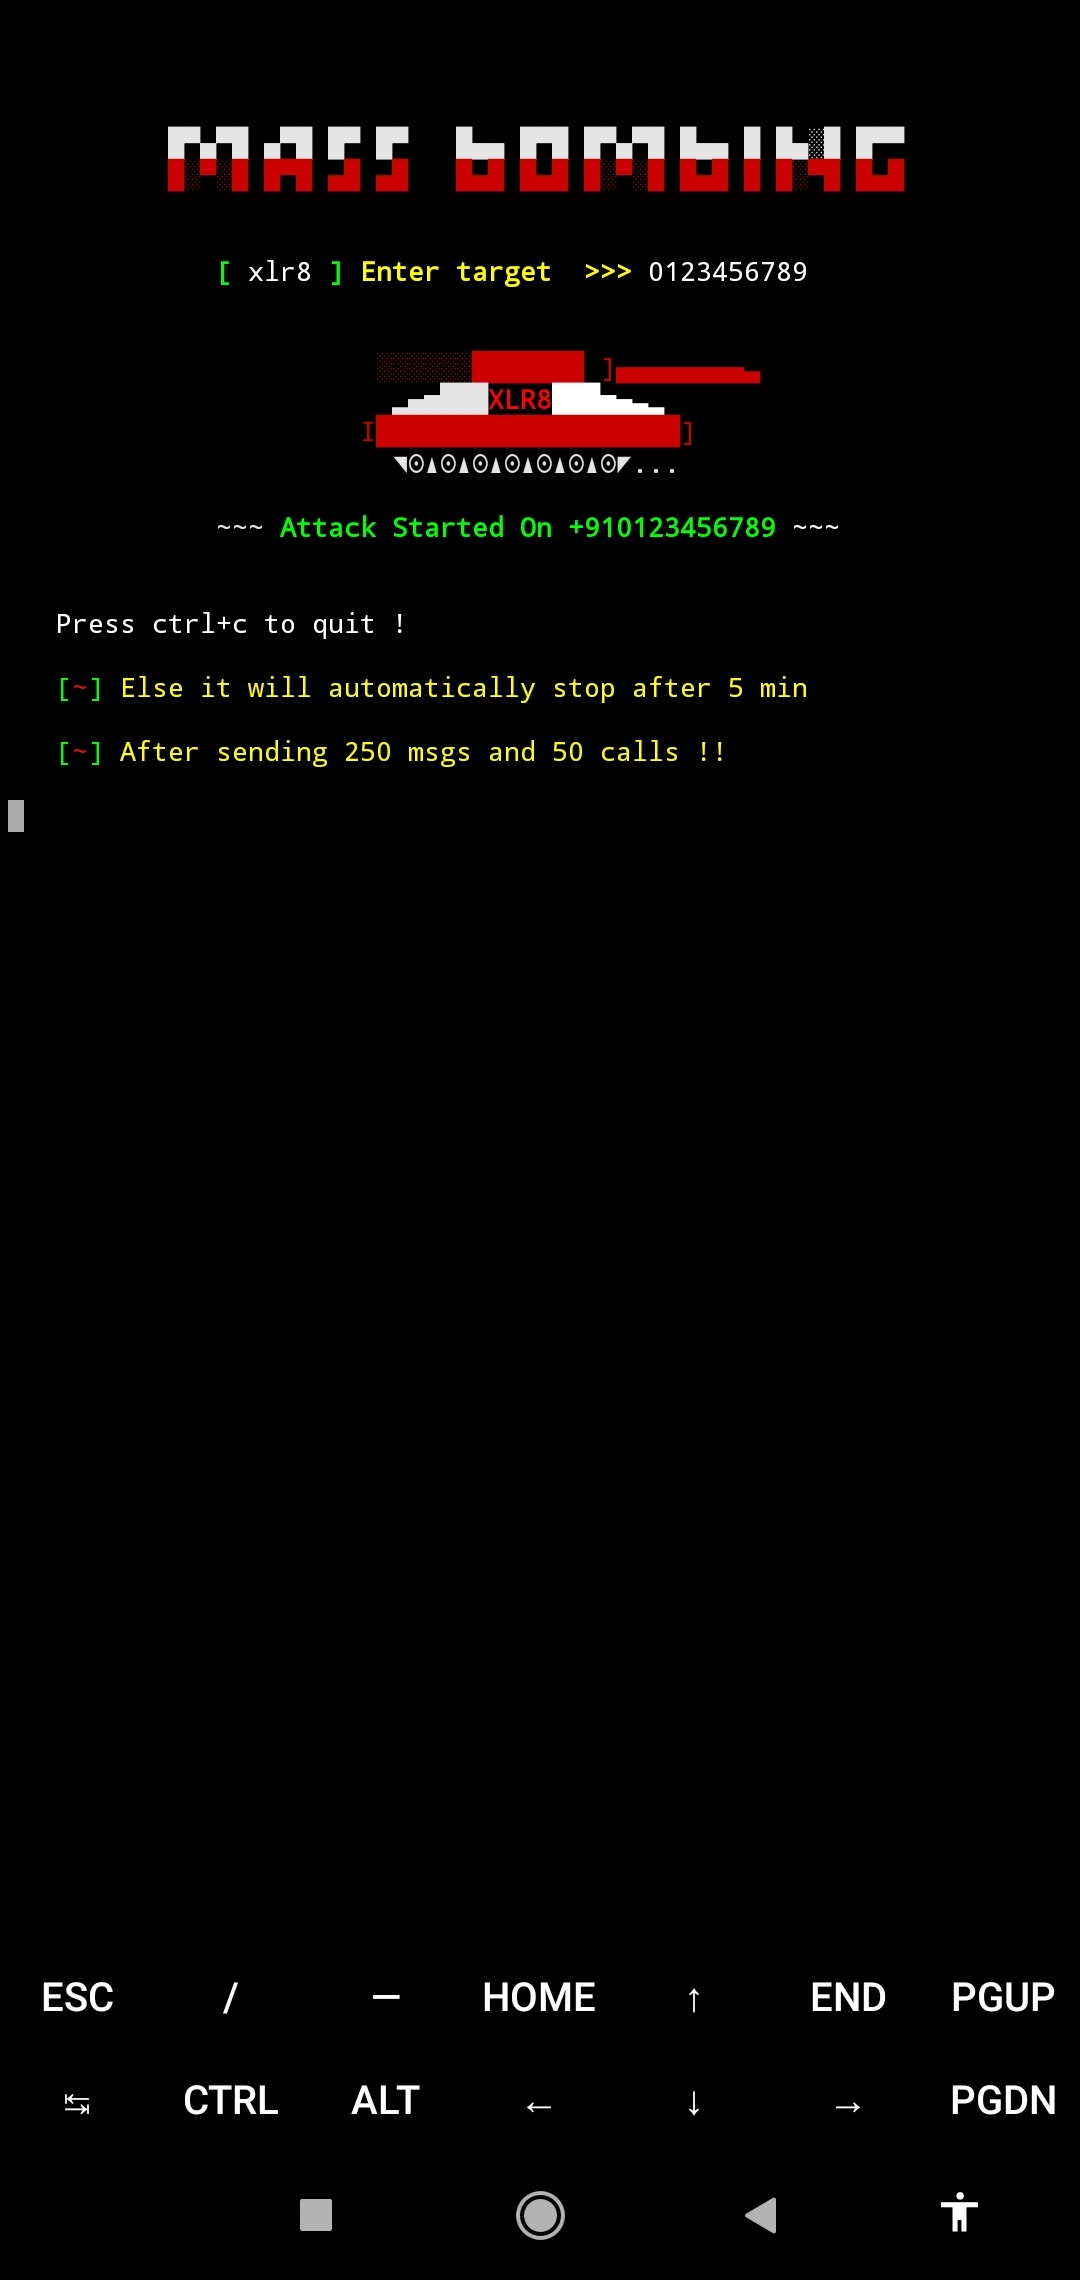 MASS bOMbING
[ xlr8 ] Enter target >>> 0123456789
]
XLR8
I ]
...
~~~ Attack Started On +910123456789 ~~~
Press ctrl+c to quit !
[~] Else it will automatically stop after 5 min
[~] After sending 250 msgs and 50 calls !!
ESC / — HOME ↑ END PGUP
↹ CTRL ALT ← ↓ → PGDN